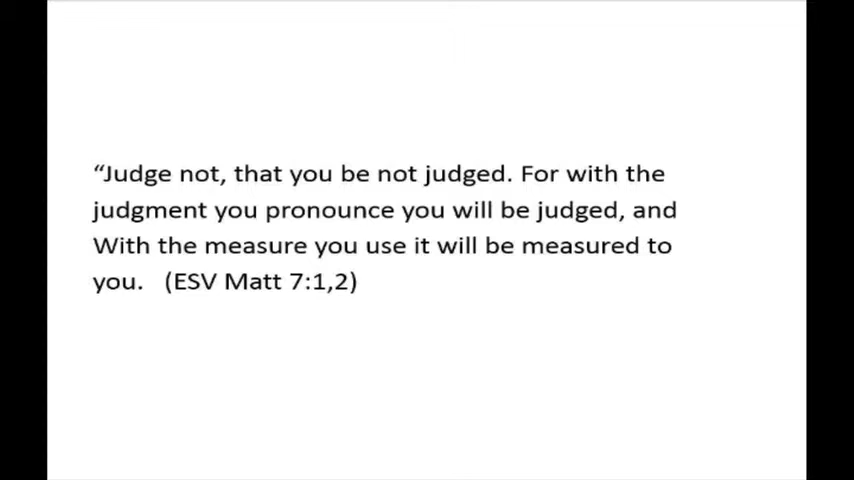 “Judge not, that you be not judged. For with the
judgment you pronounce you will be judged, and
With the measure you use it will be measured to
you.   (ESV Matt 7:1,2)